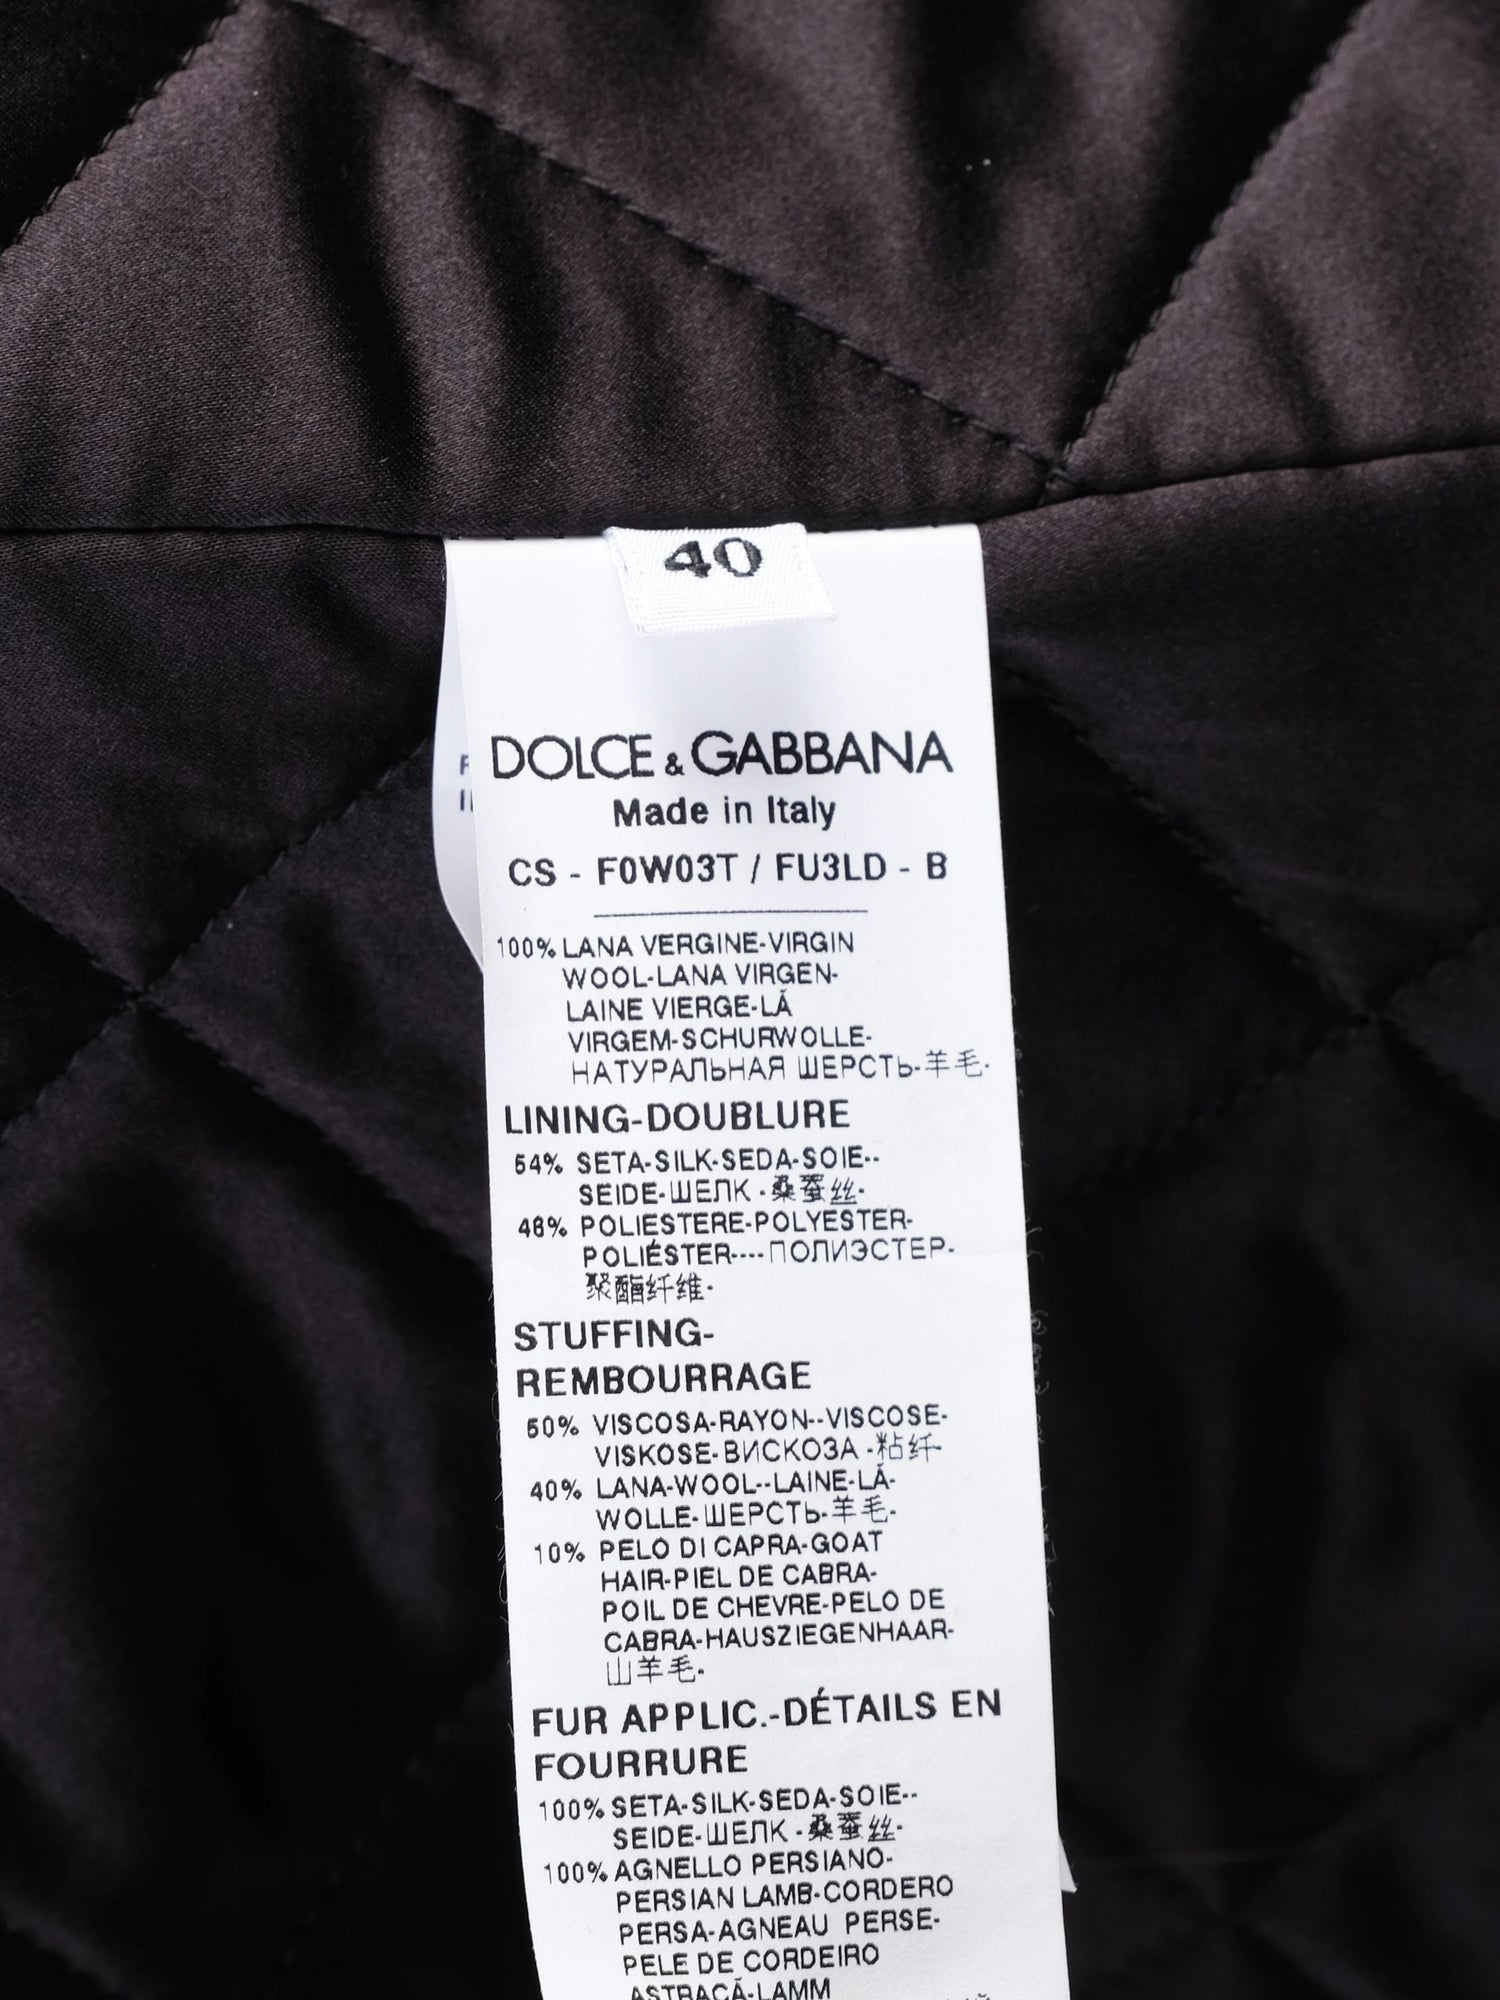 40
DOLCE & GABBANA
Made in Italy
CS - F0W03T / FU3LD - B
100% LANA VERGINE-VIRGIN
WOOL-LANA VIRGEN-
LAINE VIERGE-LÃ
VIRGEM-SCHURWOLLE-
НАТУРАЛЬНАЯ ШЕРСТЬ-羊毛-
LINING-DOUBLURE
54% SETA-SILK-SEDA-SOIE--
SEIDE-ШЕЛК -桑蚕丝-
46% POLIESTERE-POLYESTER-
POLIÉSTER----ПОЛИЭСТЕР-
聚酯纤维-
STUFFING-
REMBOURRAGE
50% VISCOSA-RAYON--VISCOSE-
VISKOSE-ВИСКОЗА -粘纤-
40% LANA-WOOL--LAINE-LÃ-
WOLLE-ШЕРСТЬ-羊毛-
10% PELO DI CAPRA-GOAT
HAIR-PIEL DE CABRA-
POIL DE CHEVRE-PELO DE
CABRA-HAUSZIEGENHAAR-
山羊毛-
FUR APPLIC.-DÉTAILS EN
FOURRURE
100% SETA-SILK-SEDA-SOIE--
SEIDE-ШЕЛК -桑蚕丝-
100% AGNELLO PERSIANO-
PERSIAN LAMB-CORDERO
PERSA-AGNEAU PERSE-
PELE DE CORDEIRO
ASTRACÃ-LAMM